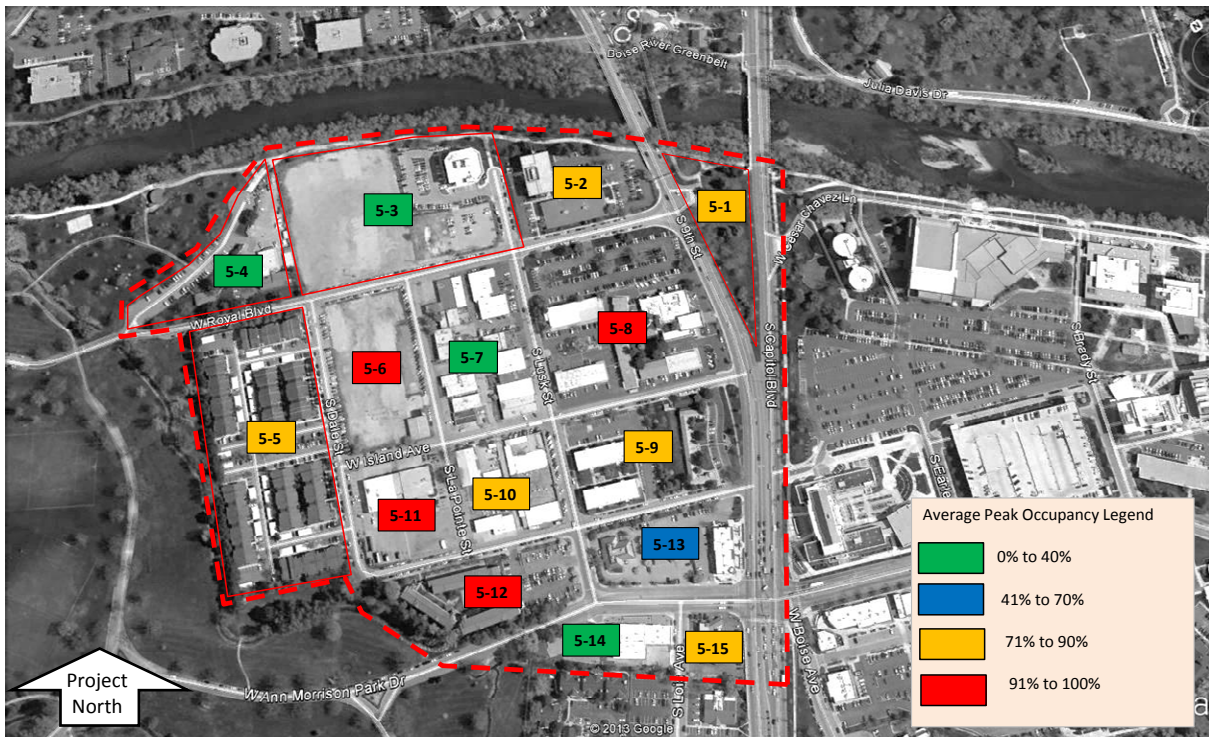 Boise River Greenbelt
Julia Davis Dr
5-2
5-3
5-1
S 9th St
W Cesar Chavez Ln
5-4
W Royal Blvd
5-8
5-7
5-6
S Lusk St
S Capitol Blvd
S Brady St
S Dale St
5-5
5-9
W Island Ave
S La Pointe St
5-10
S Earle
5-11
5-13
5-12
5-14
5-15
W Boise Ave
S Lois Ave
W Ann Morrison Park Dr
Project
North
Average Peak Occupancy Legend
0% to 40%
41% to 70%
71% to 90%
91% to 100%
© 2013 Google
a